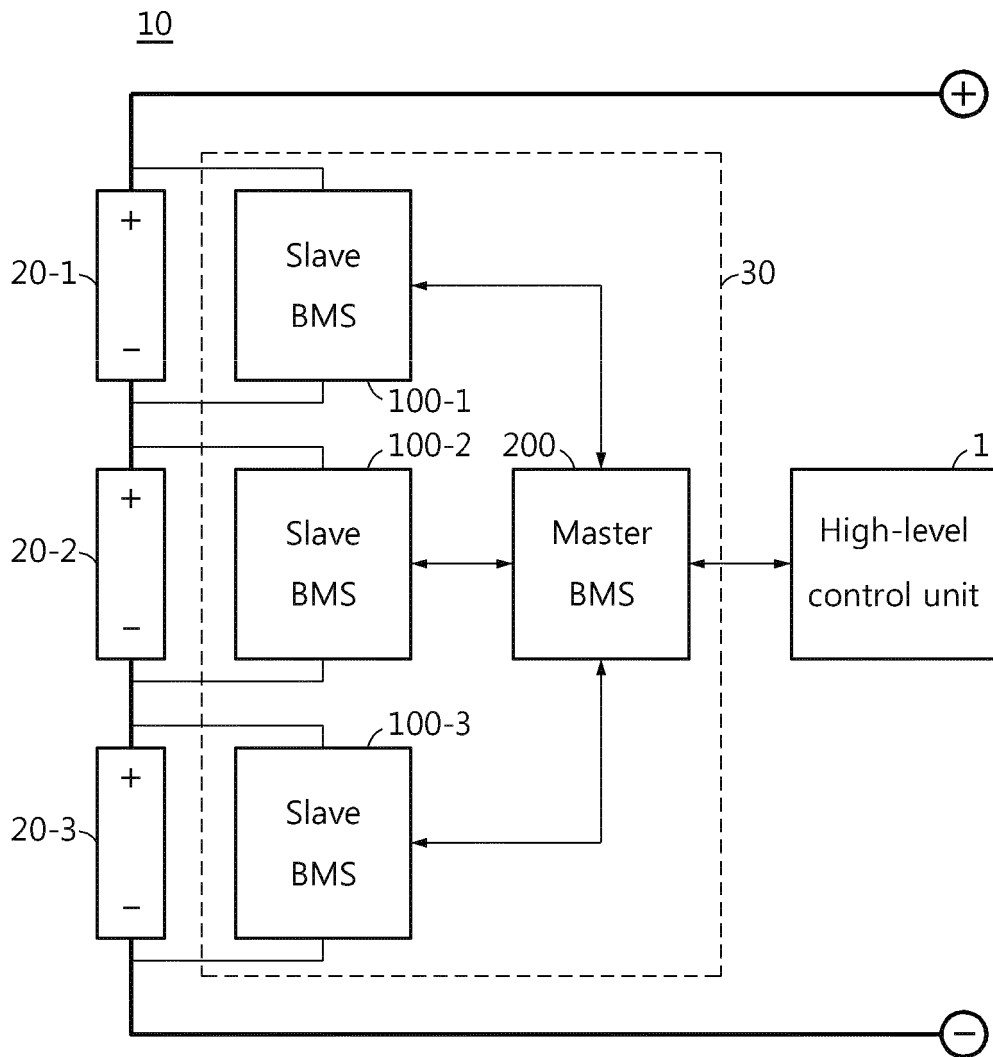 10
+
+
−
20-1
Slave
BMS
30
100-1
100-2
200
1
+
−
20-2
Slave
BMS
Master
BMS
High-level
control unit
100-3
+
−
20-3
Slave
BMS
−